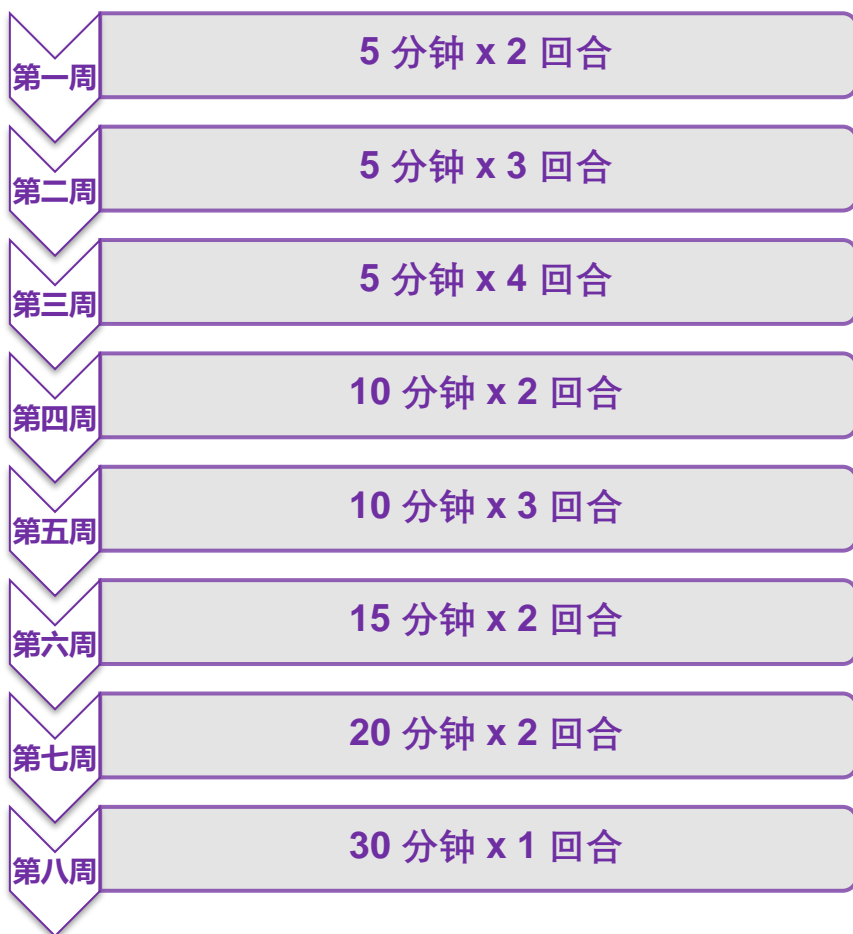 第一周
5 分钟 x 2 回合
第二周
5 分钟 x 3 回合
第三周
5 分钟 x 4 回合
第四周
10 分钟 x 2 回合
第五周
10 分钟 x 3 回合
第六周
15 分钟 x 2 回合
第七周
20 分钟 x 2 回合
第八周
30 分钟 x 1 回合